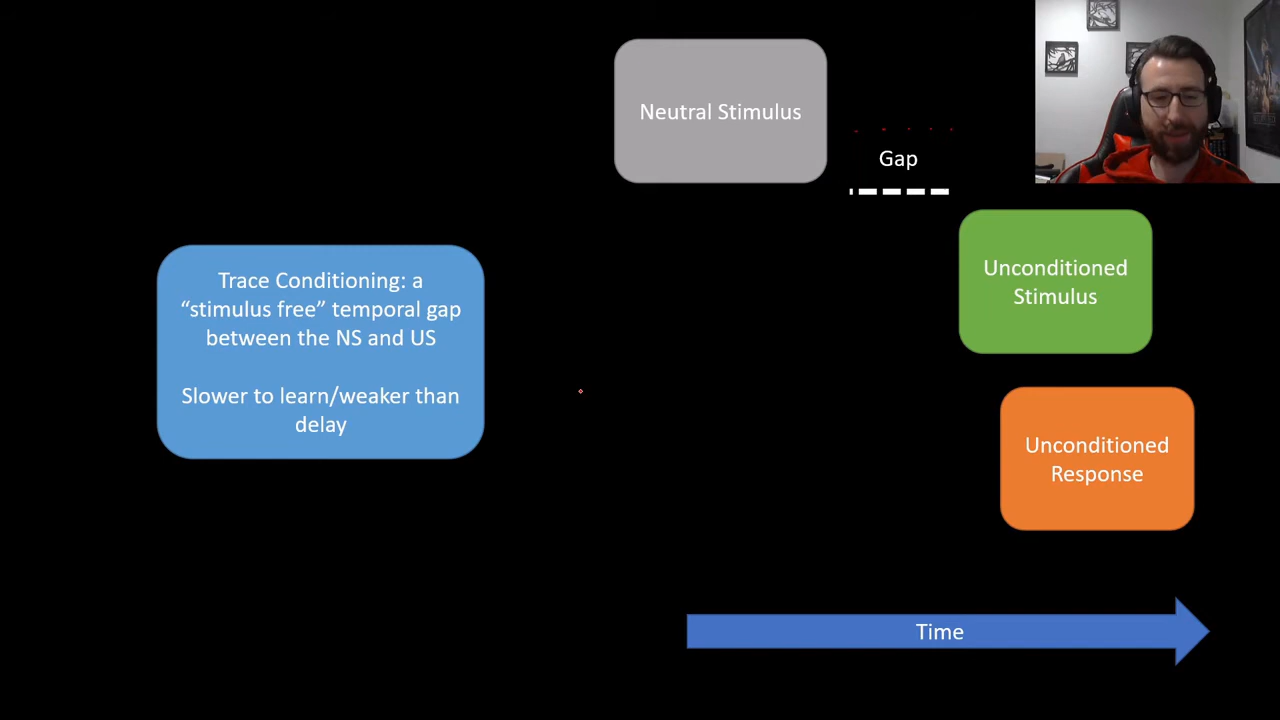 Neutral Stimulus
Gap
Trace Conditioning: a
“stimulus free” temporal gap
between the NS and US
Slower to learn/weaker than
delay
Unconditioned
Stimulus
Unconditioned
Response
Time